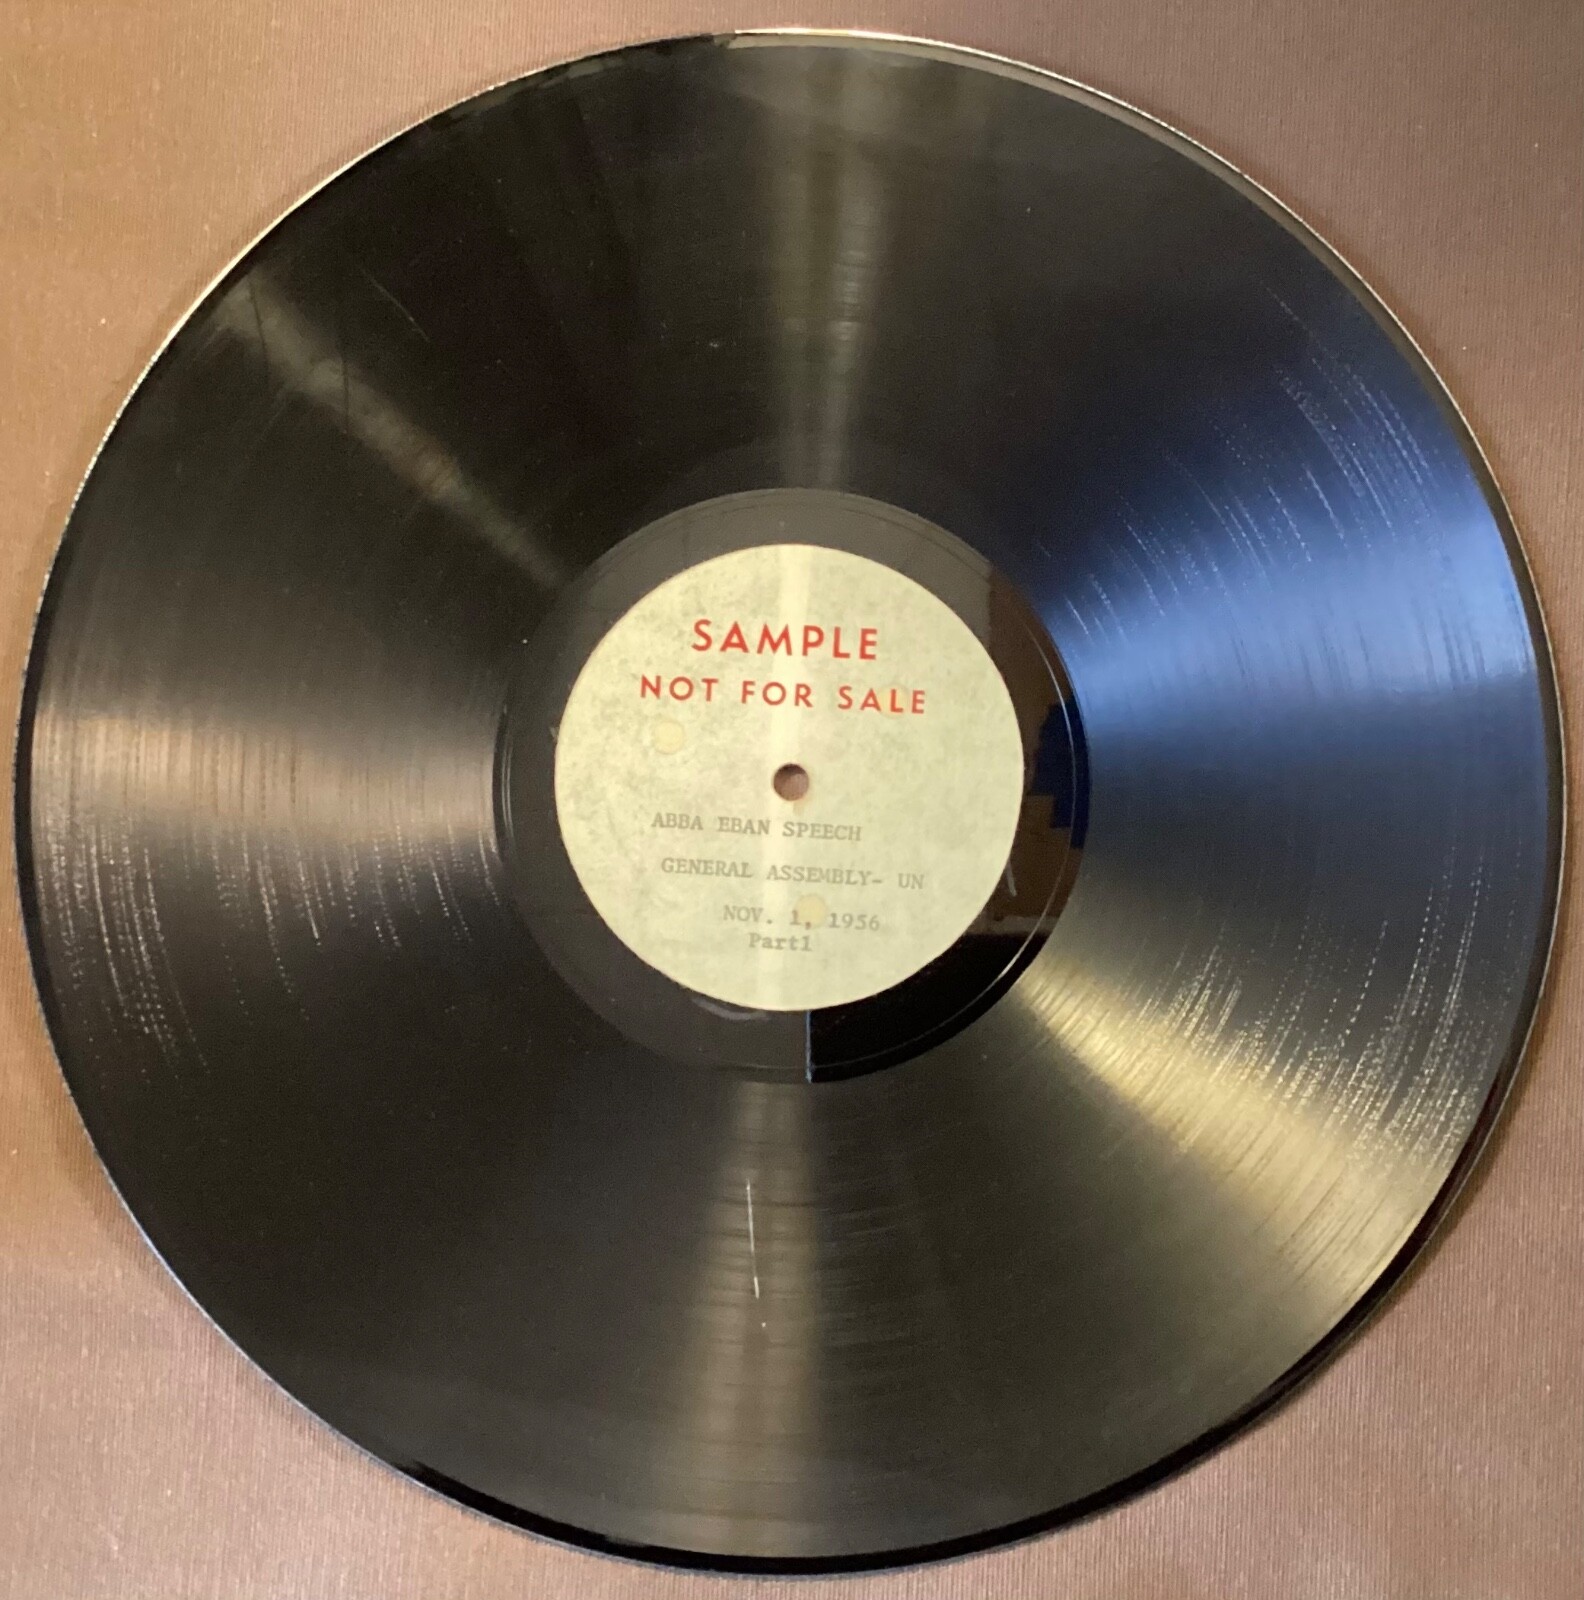 SAMPLE
NOT FOR SALE
ABBA EBAN SPEECH
GENERAL ASSEMBLY- UN
NOV. 1, 1956
Part1